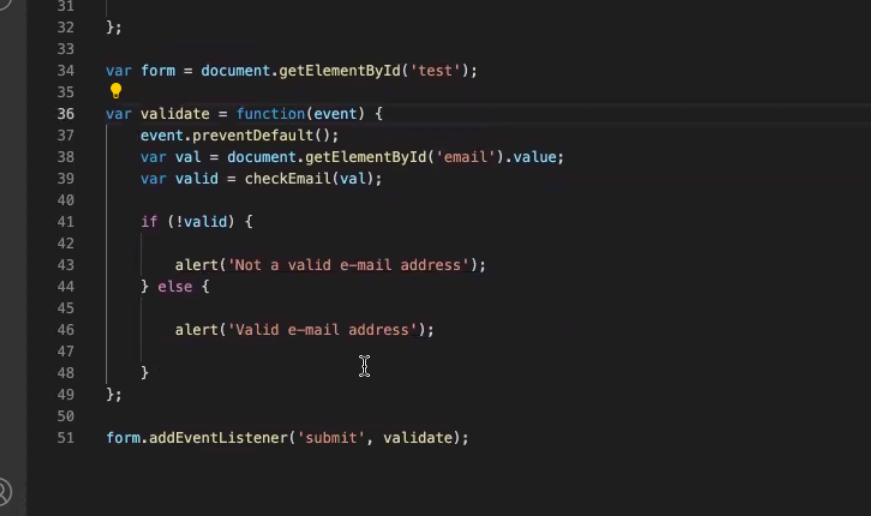 31
32 };
33
34 var form = document.getElementById('test');
35
36 var validate = function(event) {
37     event.preventDefault();
38     var val = document.getElementById('email').value;
39     var valid = checkEmail(val);
40
41     if (!valid) {
42
43         alert('Not a valid e-mail address');
44     } else {
45
46         alert('Valid e-mail address');
47
48     }
49 };
50
51 form.addEventListener('submit', validate);